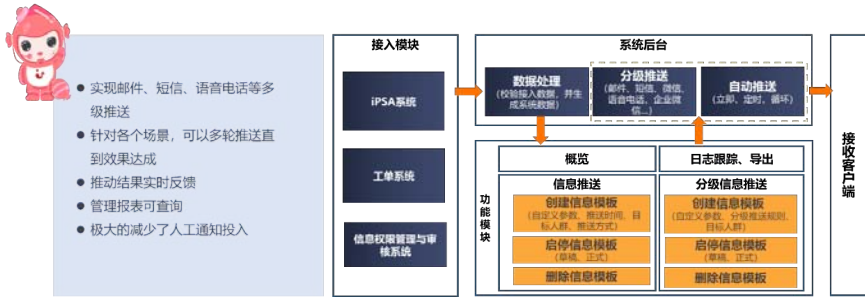 ● 实现邮件、短信、语音电话等多
级推送
● 针对各个场景，可以多轮推送直
到效果达成
● 推动结果实时反馈
● 管理报表可查询
● 极大的减少了人工通知投入
接入模块
iPSA系统
工单系统
信息权限管理与审
核系统
系统后台
数据处理
（校验接入数据，并生
成系统数据）
分级推送
（邮件、短信、微信、
语音电话、企业微
信...）
自动推送
（立即、定时、循环）
功能模块
概览
日志跟踪、导出
信息推送
创建信息模板
（自定义参数、推送时间、目
标人群、推送方式）
启停信息模板
（草稿、正式）
删除信息模板
分级信息推送
创建信息模板
（自定义参数、分级推送规则、
目标人群）
启停信息模板
（草稿、正式）
删除信息模板
接收客户端